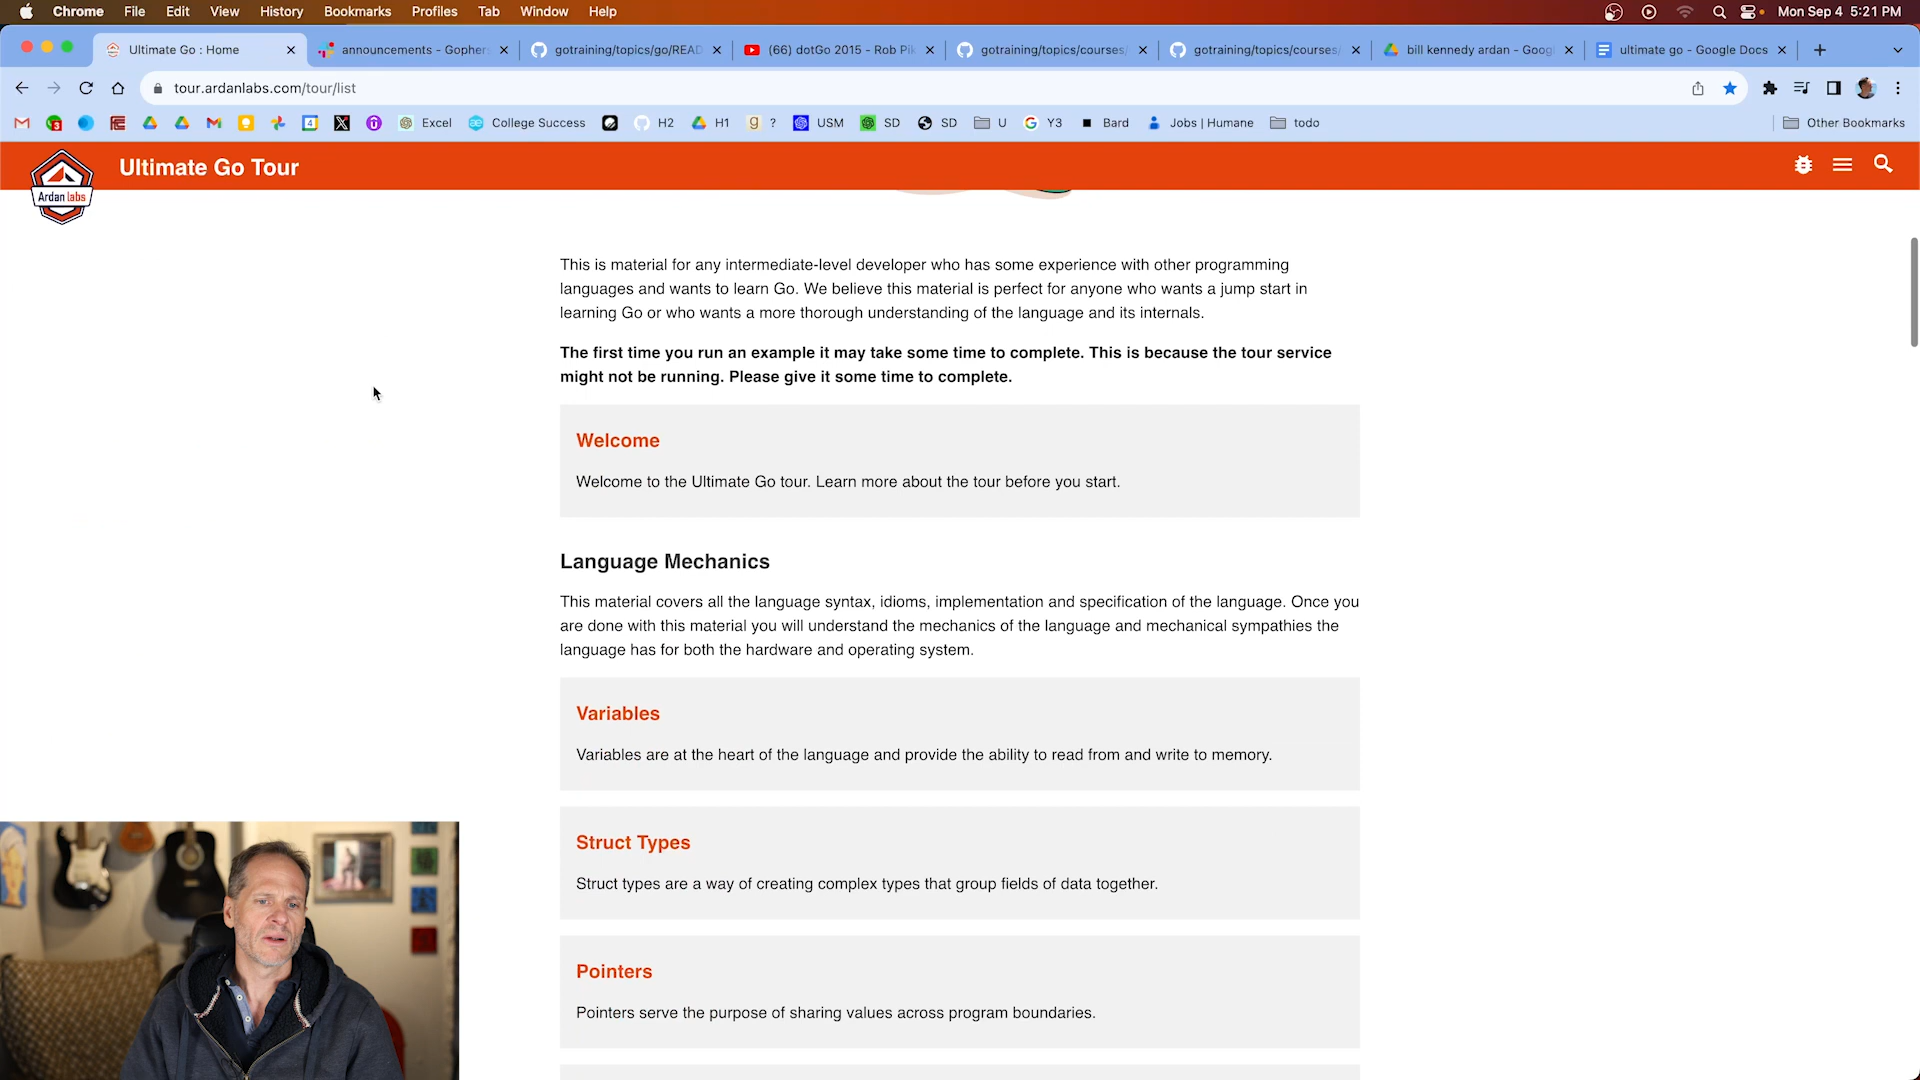 Chrome File Edit View History Bookmarks Profiles Tab Window Help Mon Sep 4 5:21 PM
Ultimate Go : Home announcements - Gopher gotraining/topics/go/READ (66) dotGo 2015 - Rob Pik gotraining/topics/courses/ gotraining/topics/courses/ bill kennedy ardan - Goog ultimate go - Google Docs
tour.ardanlabs.com/tour/list
3 4 X Excel College Success H2 H1 g ? USM SD SD U Y3 Bard Jobs | Humane todo Other Bookmarks
Ardan labs
Ultimate Go Tour
This is material for any intermediate-level developer who has some experience with other programming
languages and wants to learn Go. We believe this material is perfect for anyone who wants a jump start in
learning Go or who wants a more thorough understanding of the language and its internals.
The first time you run an example it may take some time to complete. This is because the tour service
might not be running. Please give it some time to complete.
Welcome
Welcome to the Ultimate Go tour. Learn more about the tour before you start.
Language Mechanics
This material covers all the language syntax, idioms, implementation and specification of the language. Once you
are done with this material you will understand the mechanics of the language and mechanical sympathies the
language has for both the hardware and operating system.
Variables
Variables are at the heart of the language and provide the ability to read from and write to memory.
Struct Types
Struct types are a way of creating complex types that group fields of data together.
Pointers
Pointers serve the purpose of sharing values across program boundaries.